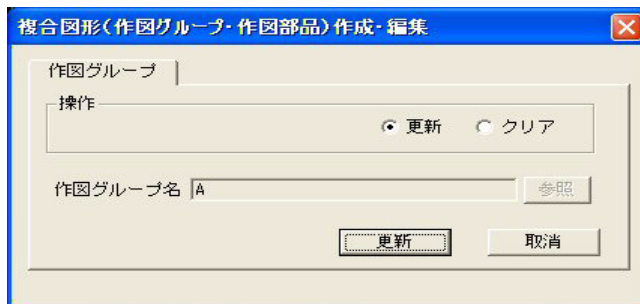 複合図形(作図グループ・作図部品)作成・編集
作図グループ
操作
更新 クリア
作図グループ名 A 参照
更新 取消